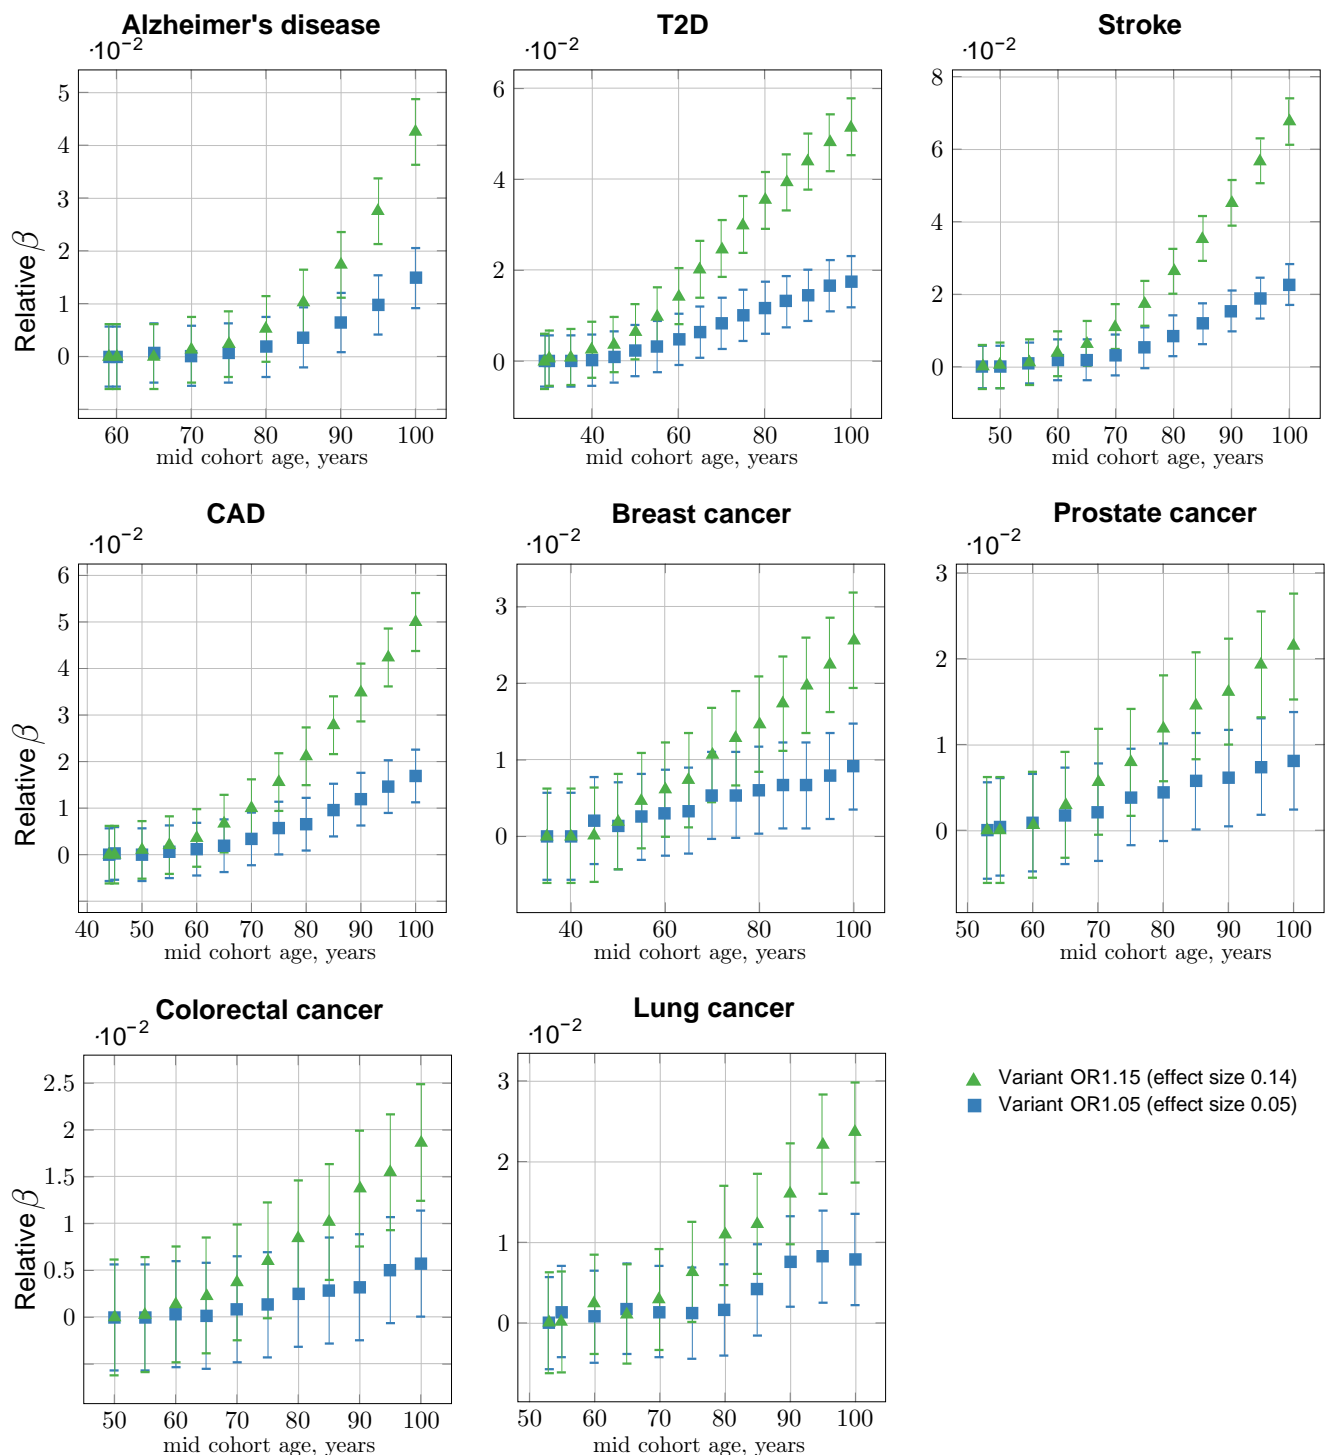 Alzheimer's disease
T2D
Stroke
·10−2
·10−2
·10−2
5
4
3
2
1
0
Relative β
60 70 80 90 100
mid cohort age, years
6
4
2
0
40 60 80 100
mid cohort age, years
8
6
4
2
0
50 60 70 80 90 100
mid cohort age, years
CAD
Breast cancer
Prostate cancer
·10−2
·10−2
·10−2
6
5
4
3
2
1
0
Relative β
40 50 60 70 80 90 100
mid cohort age, years
3
2
1
0
40 60 80 100
mid cohort age, years
3
2
1
0
50 60 70 80 90 100
mid cohort age, years
Colorectal cancer
Lung cancer
·10−2
·10−2
2.5
2
1.5
1
0.5
0
Relative β
50 60 70 80 90 100
mid cohort age, years
3
2
1
0
50 60 70 80 90 100
mid cohort age, years
Variant OR1.15 (effect size 0.14)
Variant OR1.05 (effect size 0.05)